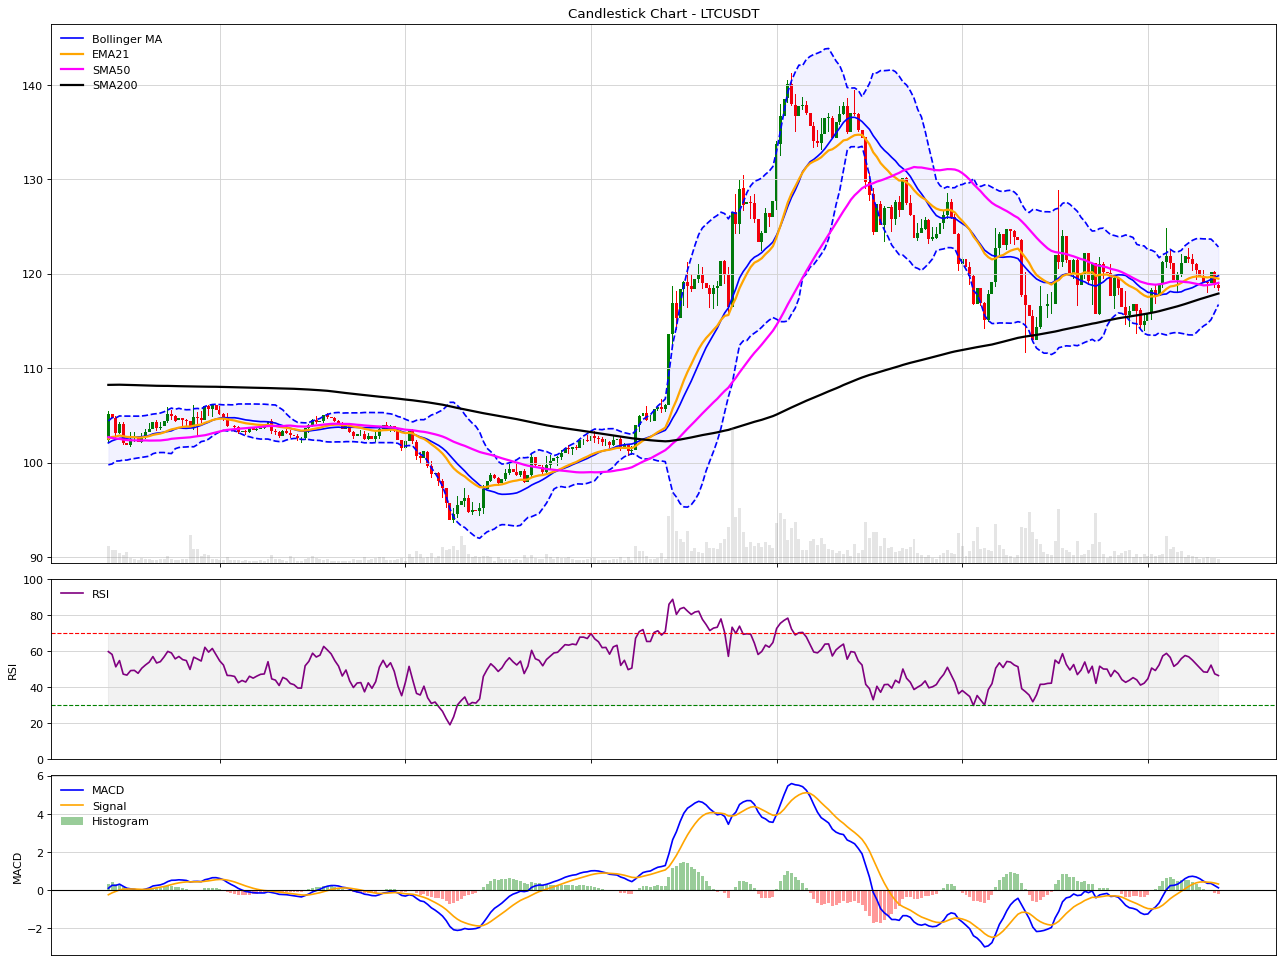 Candlestick Chart - LTCUSDT
Bollinger MA
EMA21
SMA50
SMA200
140
130
120
110
100
90
100
80
60
40
20
0
RSI
RSI
6
4
2
0
−2
MACD
MACD
Signal
Histogram